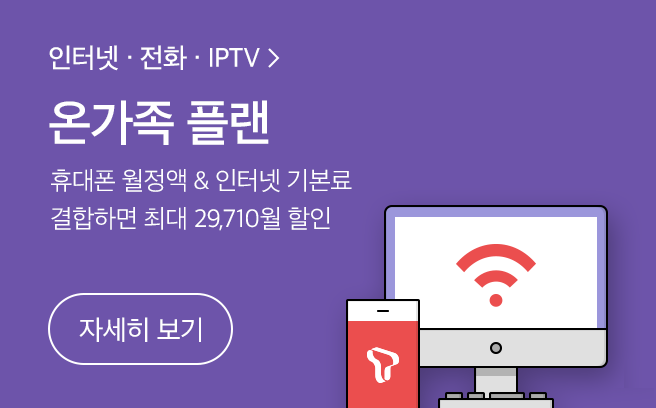 인터넷 · 전화 · IPTV >
온가족 플랜
휴대폰 월정액 & 인터넷 기본료
결합하면 최대 29,710월 할인
자세히 보기